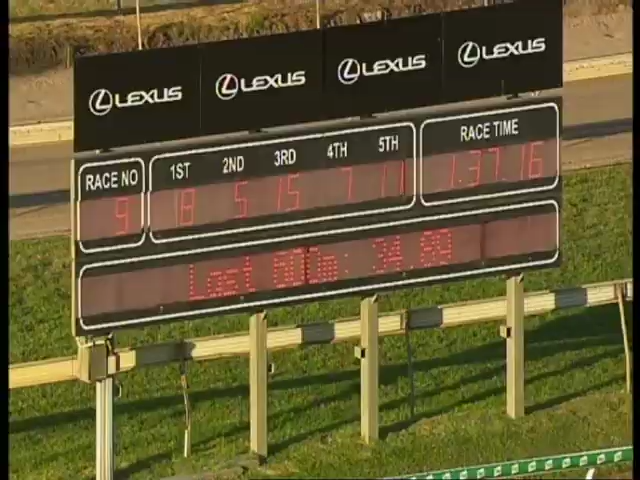 LEXUS LEXUS LEXUS LEXUS
RACE NO 1ST 2ND 3RD 4TH 5TH RACE TIME
9 18 5 15 7 11 1.37.16
Last 600m: 34.69